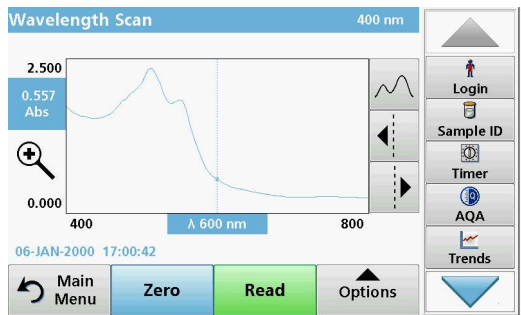 Wavelength Scan 400 nm
2.500
0.557
Abs
0.000
400 λ 600 nm 800
06-JAN-2000 17:00:42
Main
Menu
Zero
Read
Options
Login
Sample ID
Timer
AQA
Trends